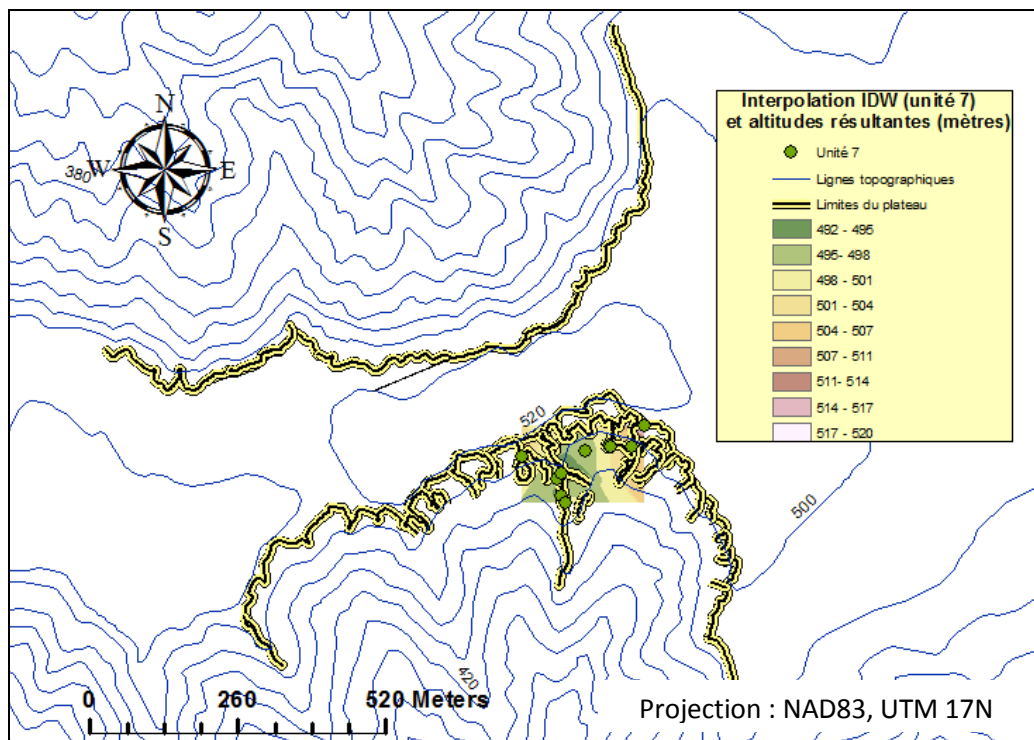 N
W
E
S
380
Interpolation IDW (unité 7)
et altitudes résultantes (mètres)
Unité 7
Lignes topographiques
Limites du plateau
492 - 495
495- 498
498 - 501
501 - 504
504 - 507
507 - 511
511- 514
514 - 517
517 - 520
520
500
420
0 260 520 Meters
Projection : NAD83, UTM 17N